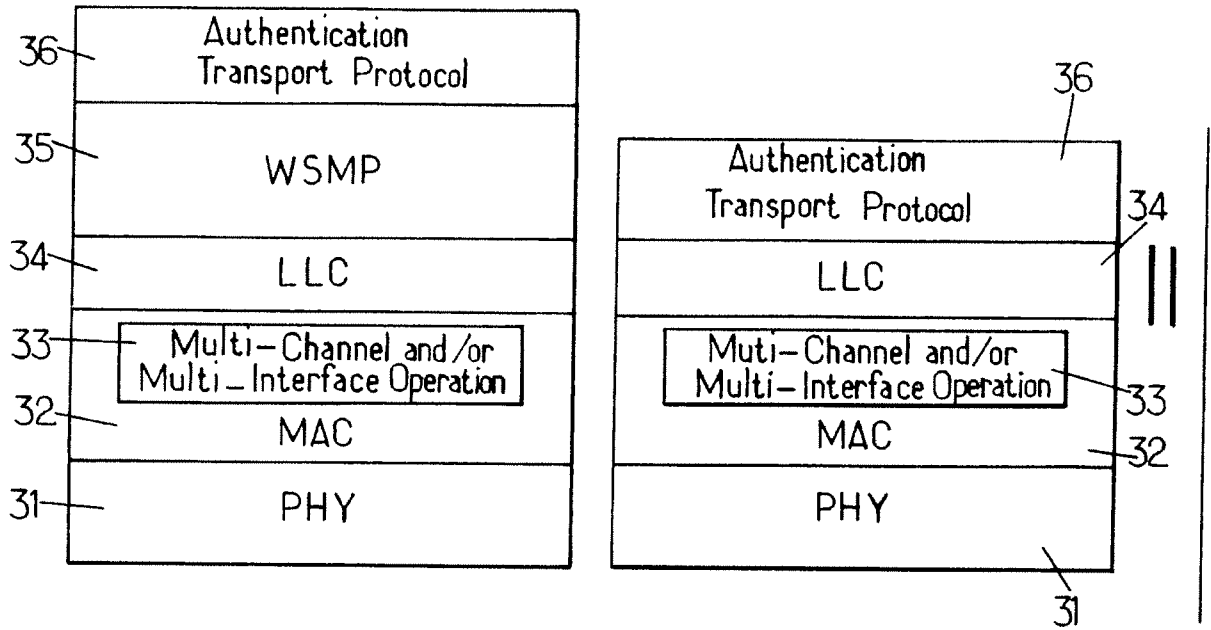 36
Authentication
Transport Protocol
35
WSMP
34
LLC
33
Multi-Channel and/or
Multi-Interface Operation
32
MAC
31
PHY
36
Authentication
Transport Protocol
34
LLC
Muti-Channel and/or
Multi-Interface Operation
33
MAC
32
PHY
31